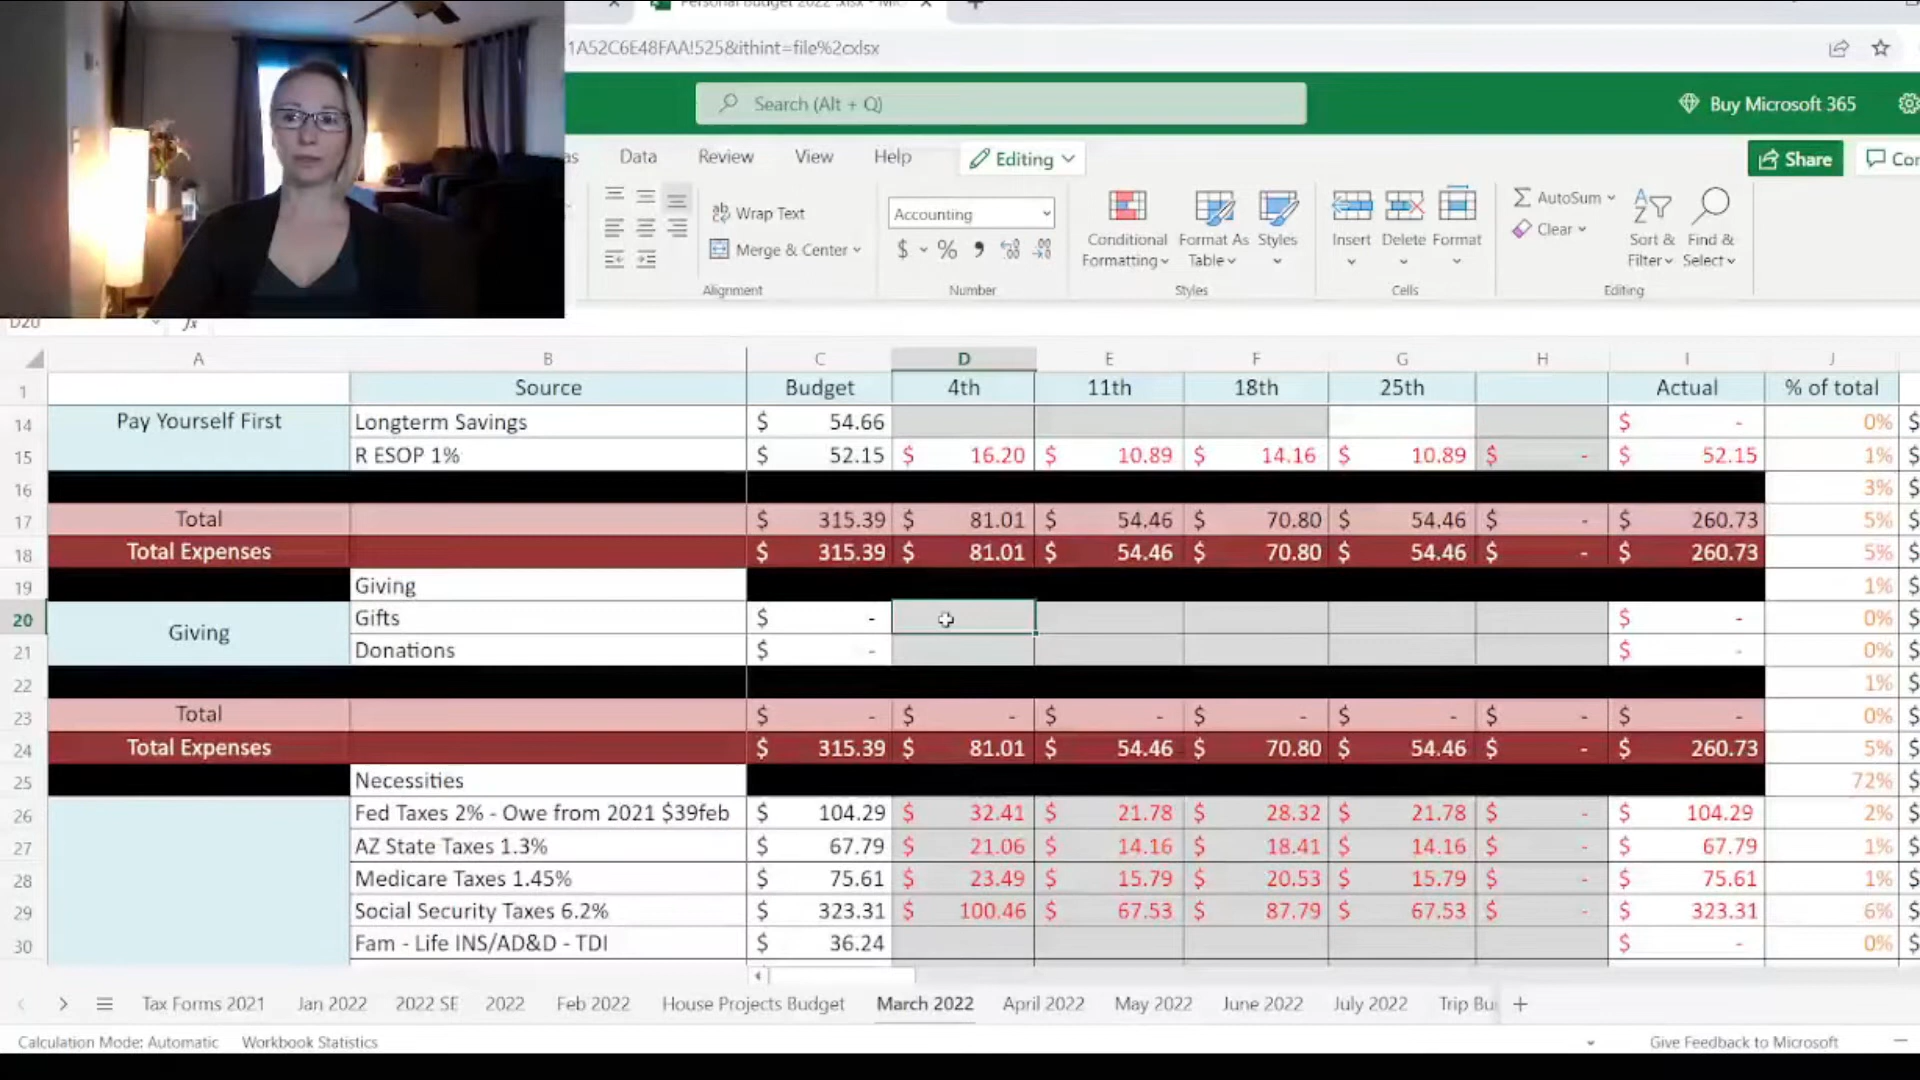 Personal Budget 2022 .xlsx - Mic
1A52C6E48FAA!525&ithint=file%2cxlsx
Search (Alt + Q)
Buy Microsoft 365
as Data Review View Help Editing Share Con
Wrap Text
Merge & Center
Alignment
Accounting
$ % 9
Number
Conditional Formatting
Format As Table
Styles
Styles
Insert Delete Format
Cells
AutoSum
Clear
Sort & Filter
Find & Select
Editing
D20 fx
A B C D E F G H I J
1 Source Budget 4th 11th 18th 25th Actual % of total
14 Pay Yourself First Longterm Savings $ 54.66 $ - 0% $
15 R ESOP 1% $ 52.15 $ 16.20 $ 10.89 $ 14.16 $ 10.89 $ - $ 52.15 1% $
16 3%
17 Total $ 315.39 $ 81.01 $ 54.46 $ 70.80 $ 54.46 $ - $ 260.73 5% $
18 Total Expenses $ 315.39 $ 81.01 $ 54.46 $ 70.80 $ 54.46 $ - $ 260.73 5% $
19 Giving 1% $
20 Gifts $ - $ - 0% $
Giving
21 Donations $ - $ - 0% $
22 1% $
23 Total $ - $ - $ - $ - $ - $ - $ - 0% $
24 Total Expenses $ 315.39 $ 81.01 $ 54.46 $ 70.80 $ 54.46 $ - $ 260.73 5% $
25 Necessities 72%
26 Fed Taxes 2% - Owe from 2021 $39feb $ 104.29 $ 32.41 $ 21.78 $ 28.32 $ 21.78 $ - $ 104.29 2% $
27 AZ State Taxes 1.3% $ 67.79 $ 21.06 $ 14.16 $ 18.41 $ 14.16 $ - $ 67.79 1% $
28 Medicare Taxes 1.45% $ 75.61 $ 23.49 $ 15.79 $ 20.53 $ 15.79 $ - $ 75.61 1% $
29 Social Security Taxes 6.2% $ 323.31 $ 100.46 $ 67.53 $ 87.79 $ 67.53 $ - $ 323.31 6% $
30 Fam - Life INS/AD&D - TDI $ 36.24 $ - 0% $
Tax Forms 2021 Jan 2022 2022 SE 2022 Feb 2022 House Projects Budget March 2022 April 2022 May 2022 June 2022 July 2022 Trip Bu
Calculation Mode: Automatic Workbook Statistics Give Feedback to Microsoft